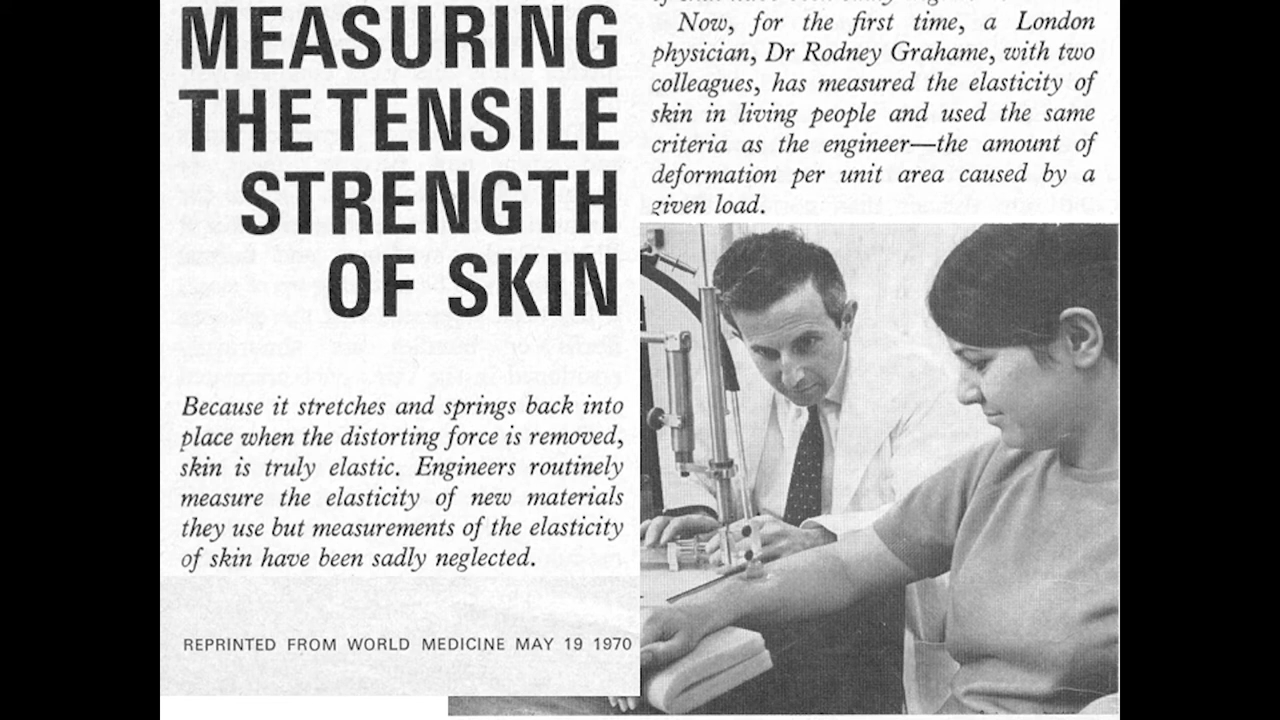 MEASURING
THE TENSILE
STRENGTH
OF SKIN
Because it stretches and springs back into
place when the distorting force is removed,
skin is truly elastic. Engineers routinely
measure the elasticity of new materials
they use but measurements of the elasticity
of skin have been sadly neglected.
REPRINTED FROM WORLD MEDICINE MAY 19 1970
Now, for the first time, a London
physician, Dr Rodney Grahame, with two
colleagues, has measured the elasticity of
skin in living people and used the same
criteria as the engineer—the amount of
deformation per unit area caused by a
given load.